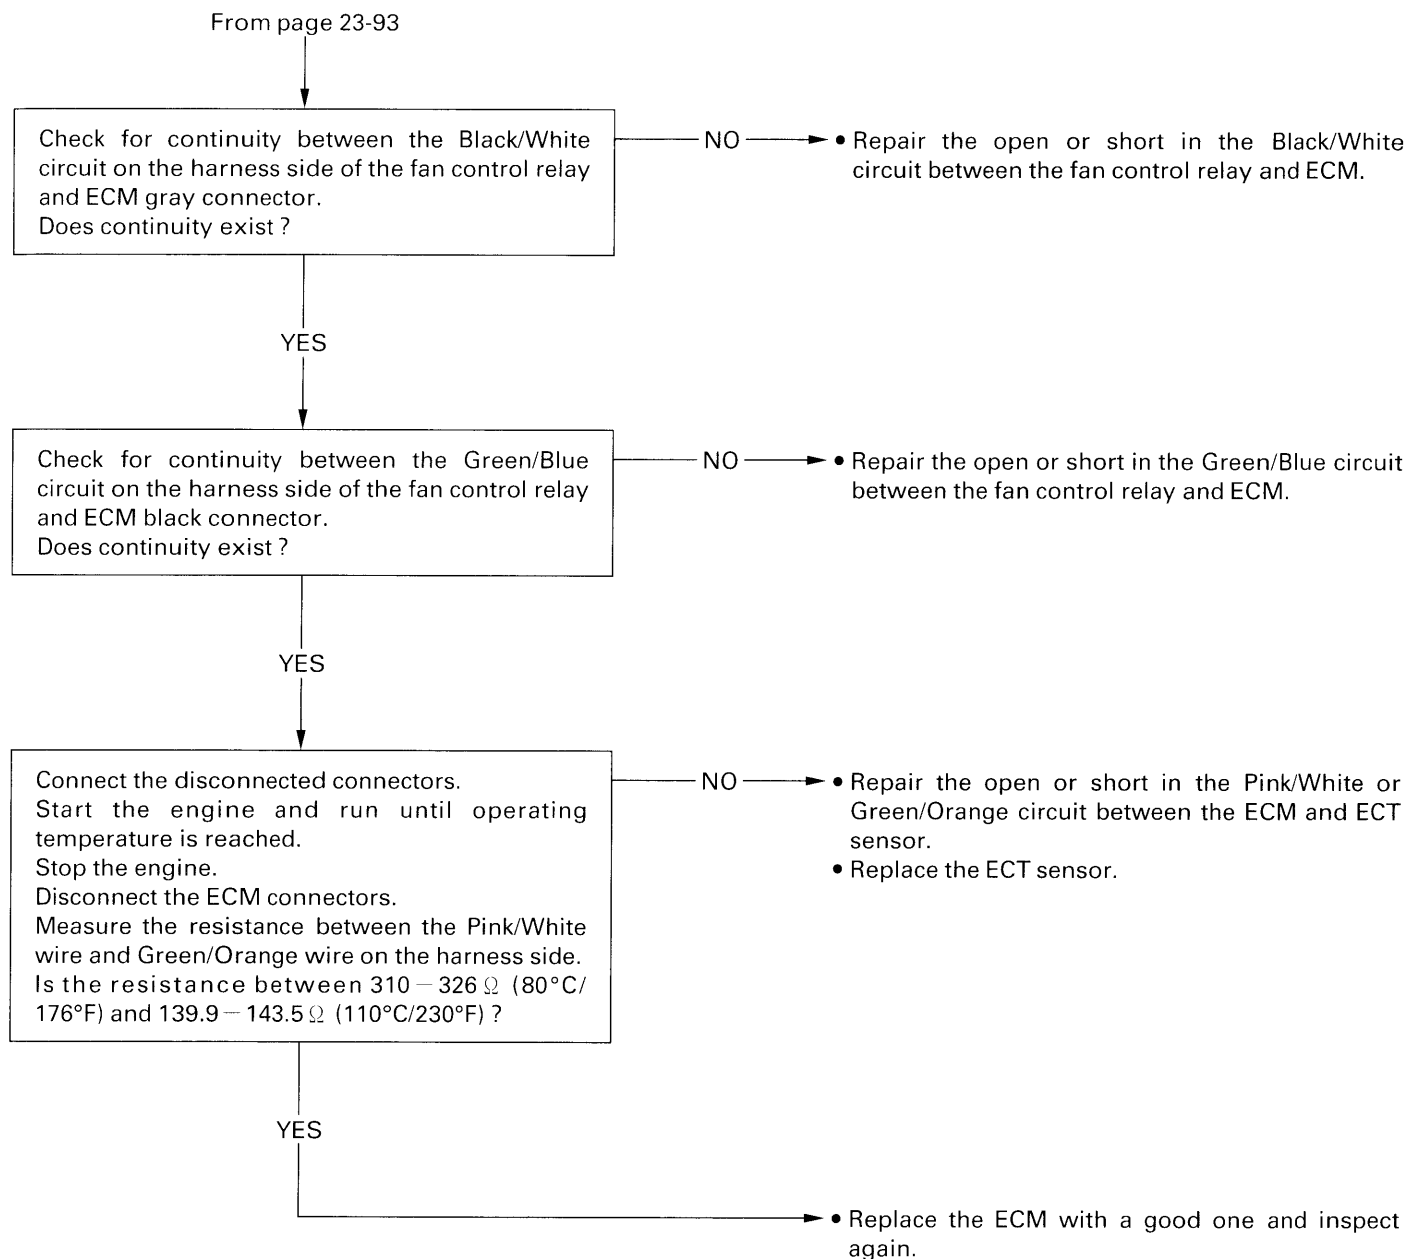 From page 23-93
Check for continuity between the Black/White
circuit on the harness side of the fan control relay
and ECM gray connector.
Does continuity exist ?
NO
• Repair the open or short in the Black/White
circuit between the fan control relay and ECM.
YES
Check for continuity between the Green/Blue
circuit on the harness side of the fan control relay
and ECM black connector.
Does continuity exist ?
NO
• Repair the open or short in the Green/Blue circuit
between the fan control relay and ECM.
YES
Connect the disconnected connectors.
Start the engine and run until operating
temperature is reached.
Stop the engine.
Disconnect the ECM connectors.
Measure the resistance between the Pink/White
wire and Green/Orange wire on the harness side.
Is the resistance between 310 – 326 Ω (80°C/
176°F) and 139.9 – 143.5 Ω (110°C/230°F) ?
NO
• Repair the open or short in the Pink/White or
Green/Orange circuit between the ECM and ECT
sensor.
• Replace the ECT sensor.
YES
• Replace the ECM with a good one and inspect
again.